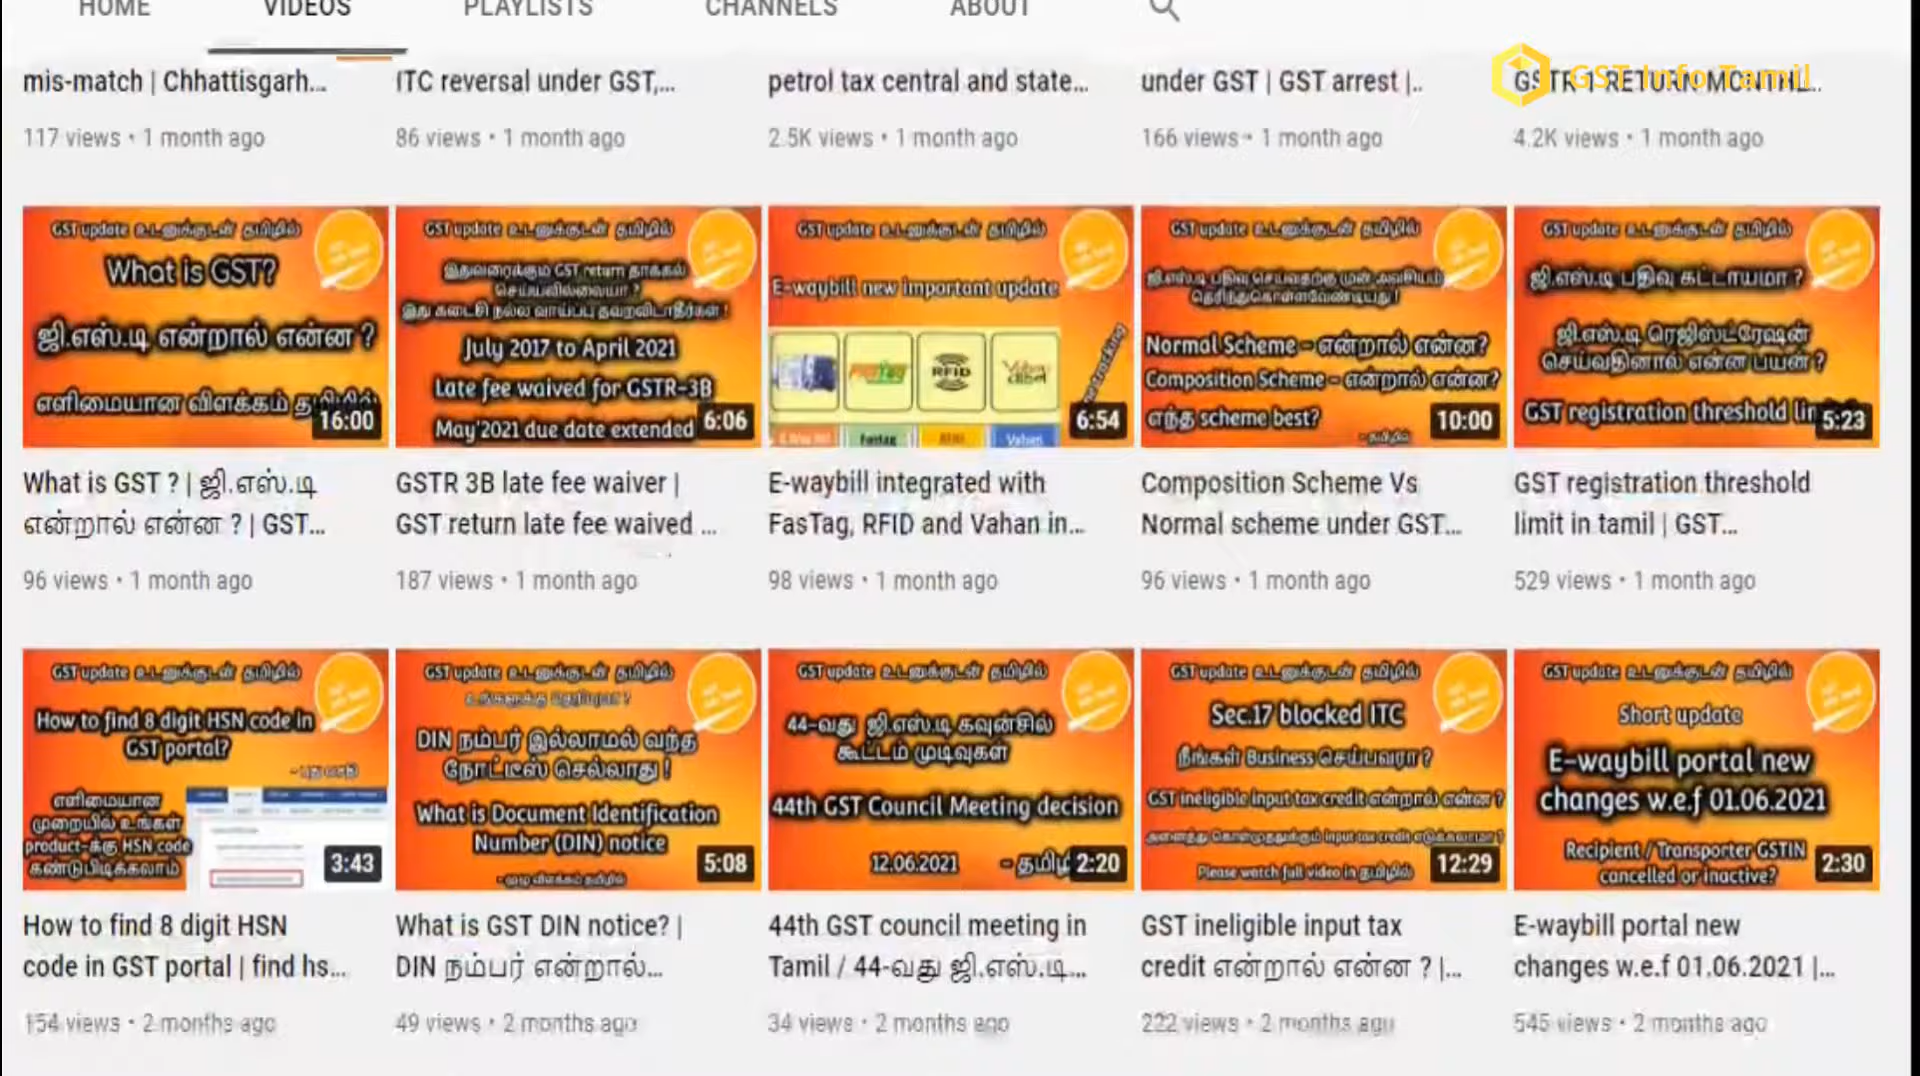 HOME VIDEOS PLAYLISTS CHANNELS ABOUT
GST Info Tamil
mis-match | Chhattisgarh...
117 views • 1 month ago
ITC reversal under GST,...
86 views • 1 month ago
petrol tax central and state...
2.5K views • 1 month ago
under GST | GST arrest |..
166 views • 1 month ago
GSTR-1 RETURN MONTHL...
4.2K views • 1 month ago
GST update உடனுக்குடன் தமிழில்
What is GST?
ஜி.எஸ்.டி என்றால் என்ன ?
எளிமையான விளக்கம்
16:00
What is GST ? | ஜி.எஸ்.டி
என்றால் என்ன ? | GST...
96 views • 1 month ago
GST update உடனுக்குடன் தமிழில்
இதுவரைக்கும் GST return தாக்கல்
செய்யவில்லையா ?
இது கடைசி நல்ல வாய்ப்பு தவறவிடாதீர்கள் !
July 2017 to April 2021
Late fee waived for GSTR-3B
May'2021 due date extended
6:06
GSTR 3B late fee waiver |
GST return late fee waived ...
187 views • 1 month ago
GST update உடனுக்குடன் தமிழில்
E-waybill new important update
FASTag
RFID
Fastag
RFID
Vahan
6:54
E-waybill integrated with
FasTag, RFID and Vahan in...
98 views • 1 month ago
GST update உடனுக்குடன் தமிழில்
ஜி.எஸ்.டி பதிவு செய்வதற்கு முன் அவசியம்
தெரிந்துகொள்ளவேண்டியது !
Normal Scheme - என்றால் என்ன?
Composition Scheme - என்றால் என்ன?
எந்த scheme best?
- தமிழில்
10:00
Composition Scheme Vs
Normal scheme under GST...
96 views • 1 month ago
GST update உடனுக்குடன் தமிழில்
ஜி.எஸ்.டி பதிவு கட்டாயமா ?
ஜி.எஸ்.டி ரெஜிஸ்ட்ரேஷன்
செய்வதினால் என்ன பயன் ?
GST registration threshold
5:23
GST registration threshold
limit in tamil | GST...
529 views • 1 month ago
GST update உடனுக்குடன் தமிழில்
How to find 8 digit HSN code in
GST portal?
எளிமையான
முறையில் உங்கள்
product-க்கு HSN code
கண்டுபிடிக்கலாம்
3:43
How to find 8 digit HSN
code in GST portal | find hs...
154 views • 2 months ago
GST update உடனுக்குடன் தமிழில்
உங்களுக்கு தெரியுமா ?
DIN நம்பர் இல்லாமல் வந்த
நோட்டீஸ் செல்லாது !
What is Document Identification
Number (DIN) notice
- முழு விளக்கம் தமிழில்
5:08
What is GST DIN notice? |
DIN நம்பர் என்றால்...
49 views • 2 months ago
GST update உடனுக்குடன் தமிழில்
44-வது ஜி.எஸ்.டி கவுன்சில்
கூட்டம் முடிவுகள்
44th GST Council Meeting decision
12.06.2021
2:20
44th GST council meeting in
Tamil / 44-வது ஜி.எஸ்.டி...
34 views • 2 months ago
GST update உடனுக்குடன் தமிழில்
Sec.17 blocked ITC
நீங்கள் Business செய்பவரா ?
GST ineligible input tax credit என்றால் என்ன ?
அனைத்து கொள்முதலுக்கும் input tax credit எடுக்கலாமா ?
Please watch full video in தமிழில்
12:29
GST ineligible input tax
credit என்றால் என்ன ? |...
222 views • 2 months ago
GST update உடனுக்குடன் தமிழில்
Short update
E-waybill portal new
changes w.e.f 01.06.2021
Recipient / Transporter GSTIN
cancelled or inactive?
2:30
E-waybill portal new
changes w.e.f 01.06.2021 |...
545 views • 2 months ago